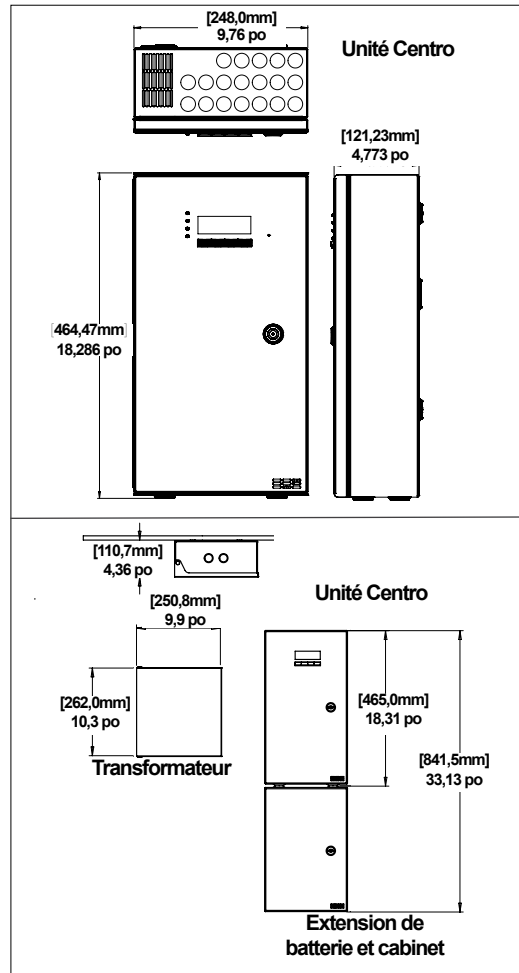 [248,0mm]
9,76 po
Unité Centro
[121,23mm]
4,773 po
[464,47mm]
18,286 po
[110,7mm]
4,36 po
Unité Centro
[250,8mm]
9,9 po
[262,0mm]
10,3 po
[465,0mm]
18,31 po
[841,5mm]
33,13 po
Transformateur
Extension de
batterie et cabinet